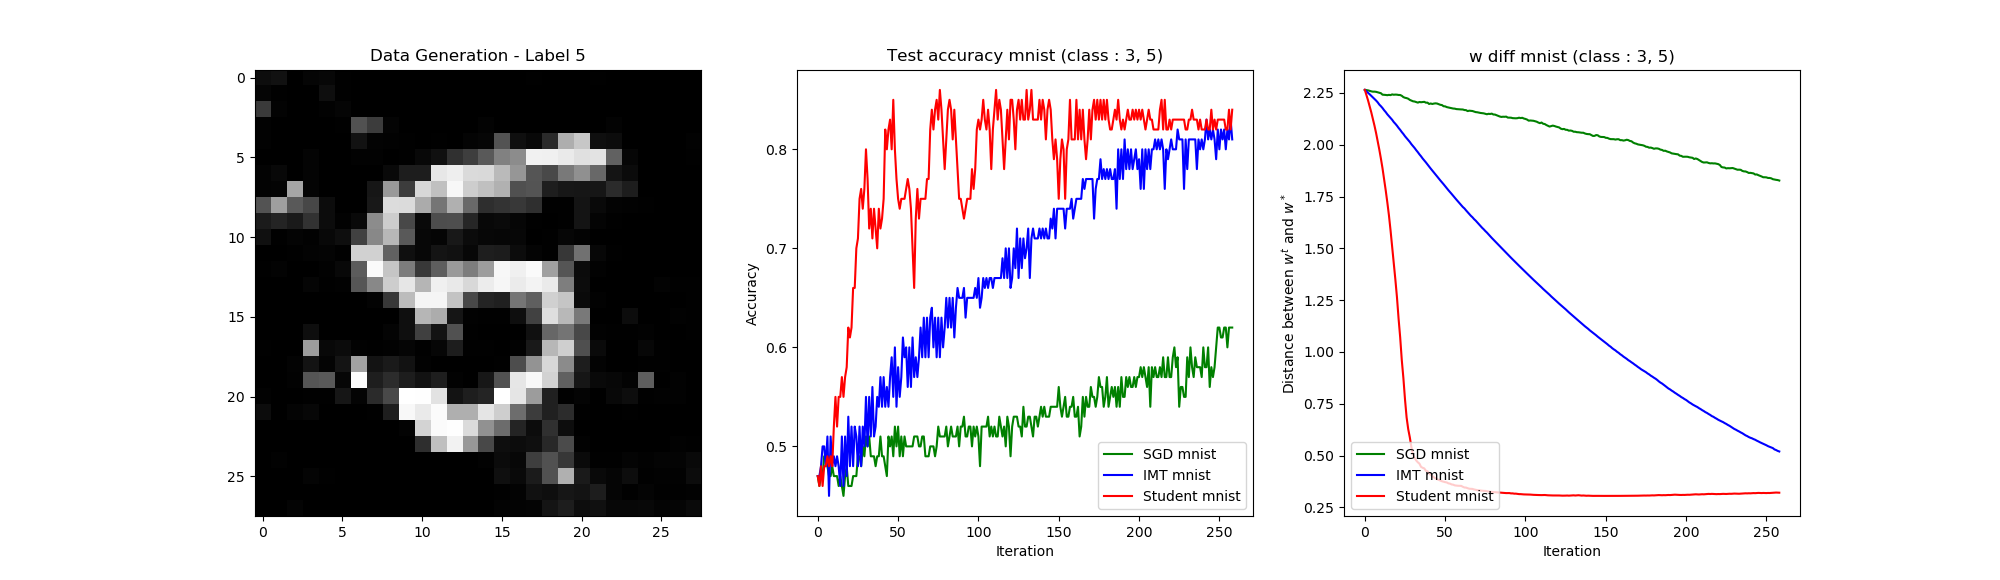 Data Generation - Label 5
0
5
10
15
20
25
0 5 10 15 20 25
Test accuracy mnist (class : 3, 5)
Accuracy
0.8
0.7
0.6
0.5
SGD mnist
IMT mnist
Student mnist
0 50 100 150 200 250
Iteration
w diff mnist (class : 3, 5)
Distance between w^t and w^*
2.25
2.00
1.75
1.50
1.25
1.00
0.75
0.50
0.25
SGD mnist
IMT mnist
Student mnist
0 50 100 150 200 250
Iteration